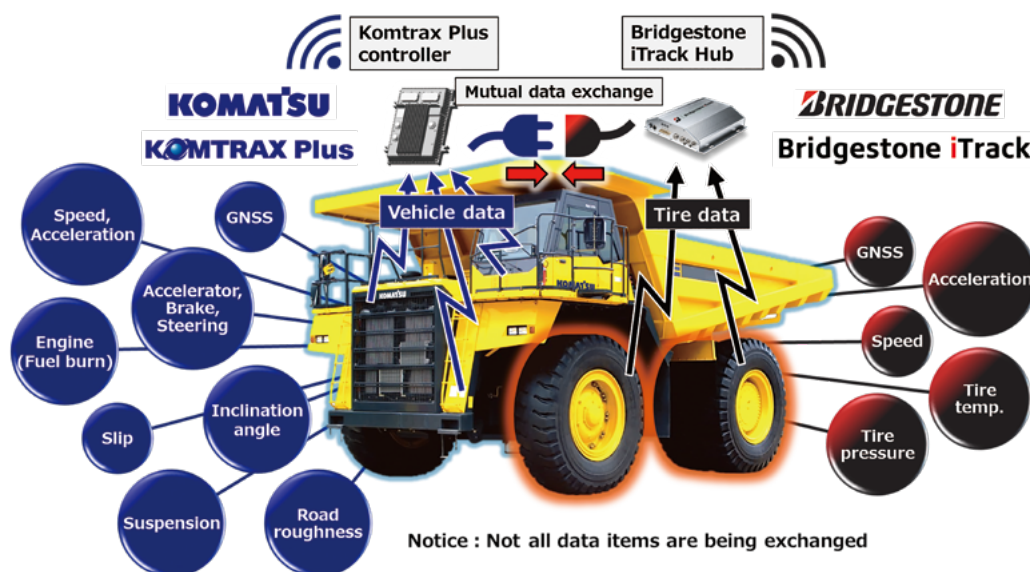 Komtrax Plus
controller
Bridgestone
iTrack Hub
Mutual data exchange
KOMATSU
KOMTRAX Plus
BRIDGESTONE
Bridgestone iTrack
Vehicle data
Tire data
Speed,
Acceleration
GNSS
Accelerator,
Brake,
Steering
Engine
(Fuel burn)
Slip
Inclination
angle
Suspension
Road
roughness
KOMATSU
KOMATSU
GNSS
Acceleration
Speed
Tire
temp.
Tire
pressure
Notice : Not all data items are being exchanged